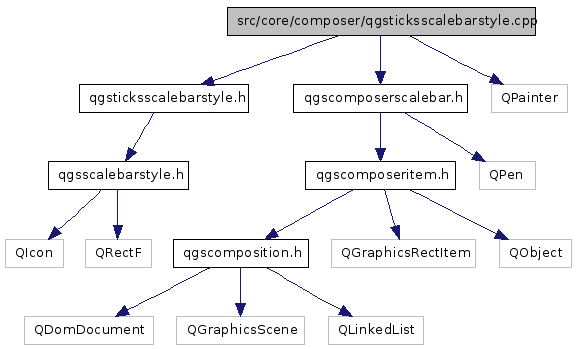 src/core/composer/qgsticksscalebarstyle.cpp
qgsticksscalebarstyle.h
qgscomposerscalebar.h
QPainter
qgsscalebarstyle.h
qgscomposeritem.h
QPen
QIcon
QRectF
qgscomposition.h
QGraphicsRectItem
QObject
QDomDocument
QGraphicsScene
QLinkedList